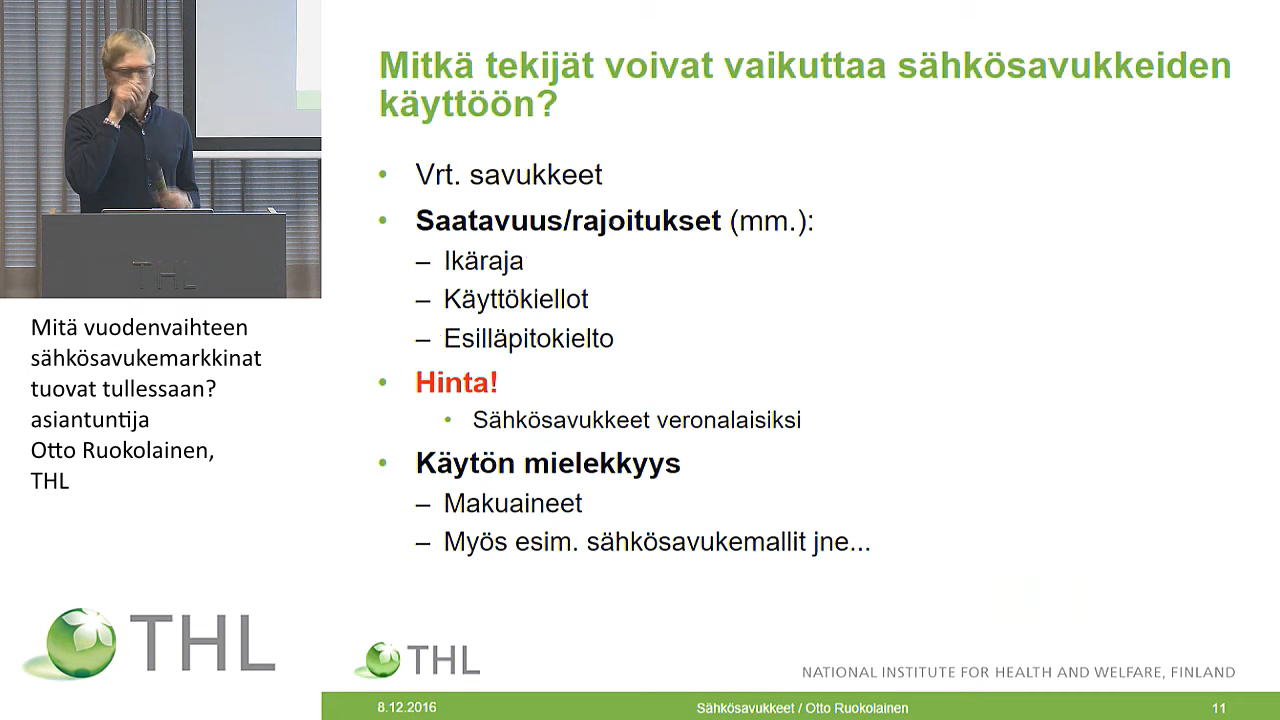 Mitkä tekijät voivat vaikuttaa sähkösavukkeiden
käyttöön?
• Vrt. savukkeet
• Saatavuus/rajoitukset (mm.):
– Ikäraja
– Käyttökiellot
– Esilläpitokielto
• Hinta!
• Sähkösavukkeet veronalaisiksi
• Käytön mielekkyys
– Makuaineet
– Myös esim. sähkösavukemallit jne...
THL
Mitä vuodenvaihteen
sähkösavukemarkkinat
tuovat tullessaan?
asiantuntija
Otto Ruokolainen,
THL
THL
THL
NATIONAL INSTITUTE FOR HEALTH AND WELFARE, FINLAND
8.12.2016
Sähkösavukkeet / Otto Ruokolainen
11